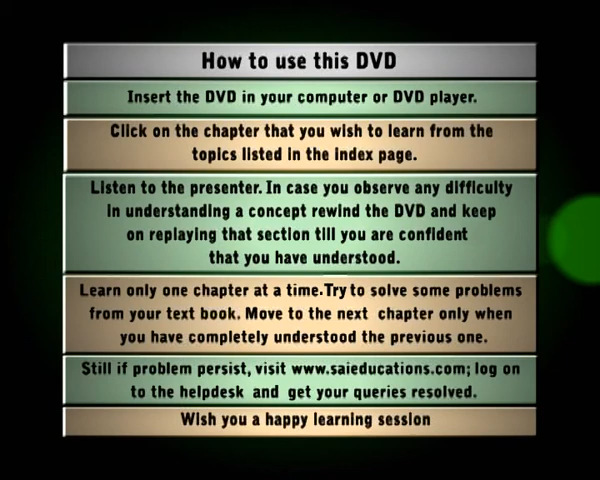 How to use this DVD
Insert the DVD in your computer or DVD player.
Click on the chapter that you wish to learn from the
topics listed in the index page.
Listen to the presenter. In case you observe any difficulty
in understanding a concept rewind the DVD and keep
on replaying that section till you are confident
that you have understood.
Learn only one chapter at a time.Try to solve some problems
from your text book. Move to the next chapter only when
you have completely understood the previous one.
Still if problem persist, visit www.saieducations.com; log on
to the helpdesk and get your queries resolved.
Wish you a happy learning session